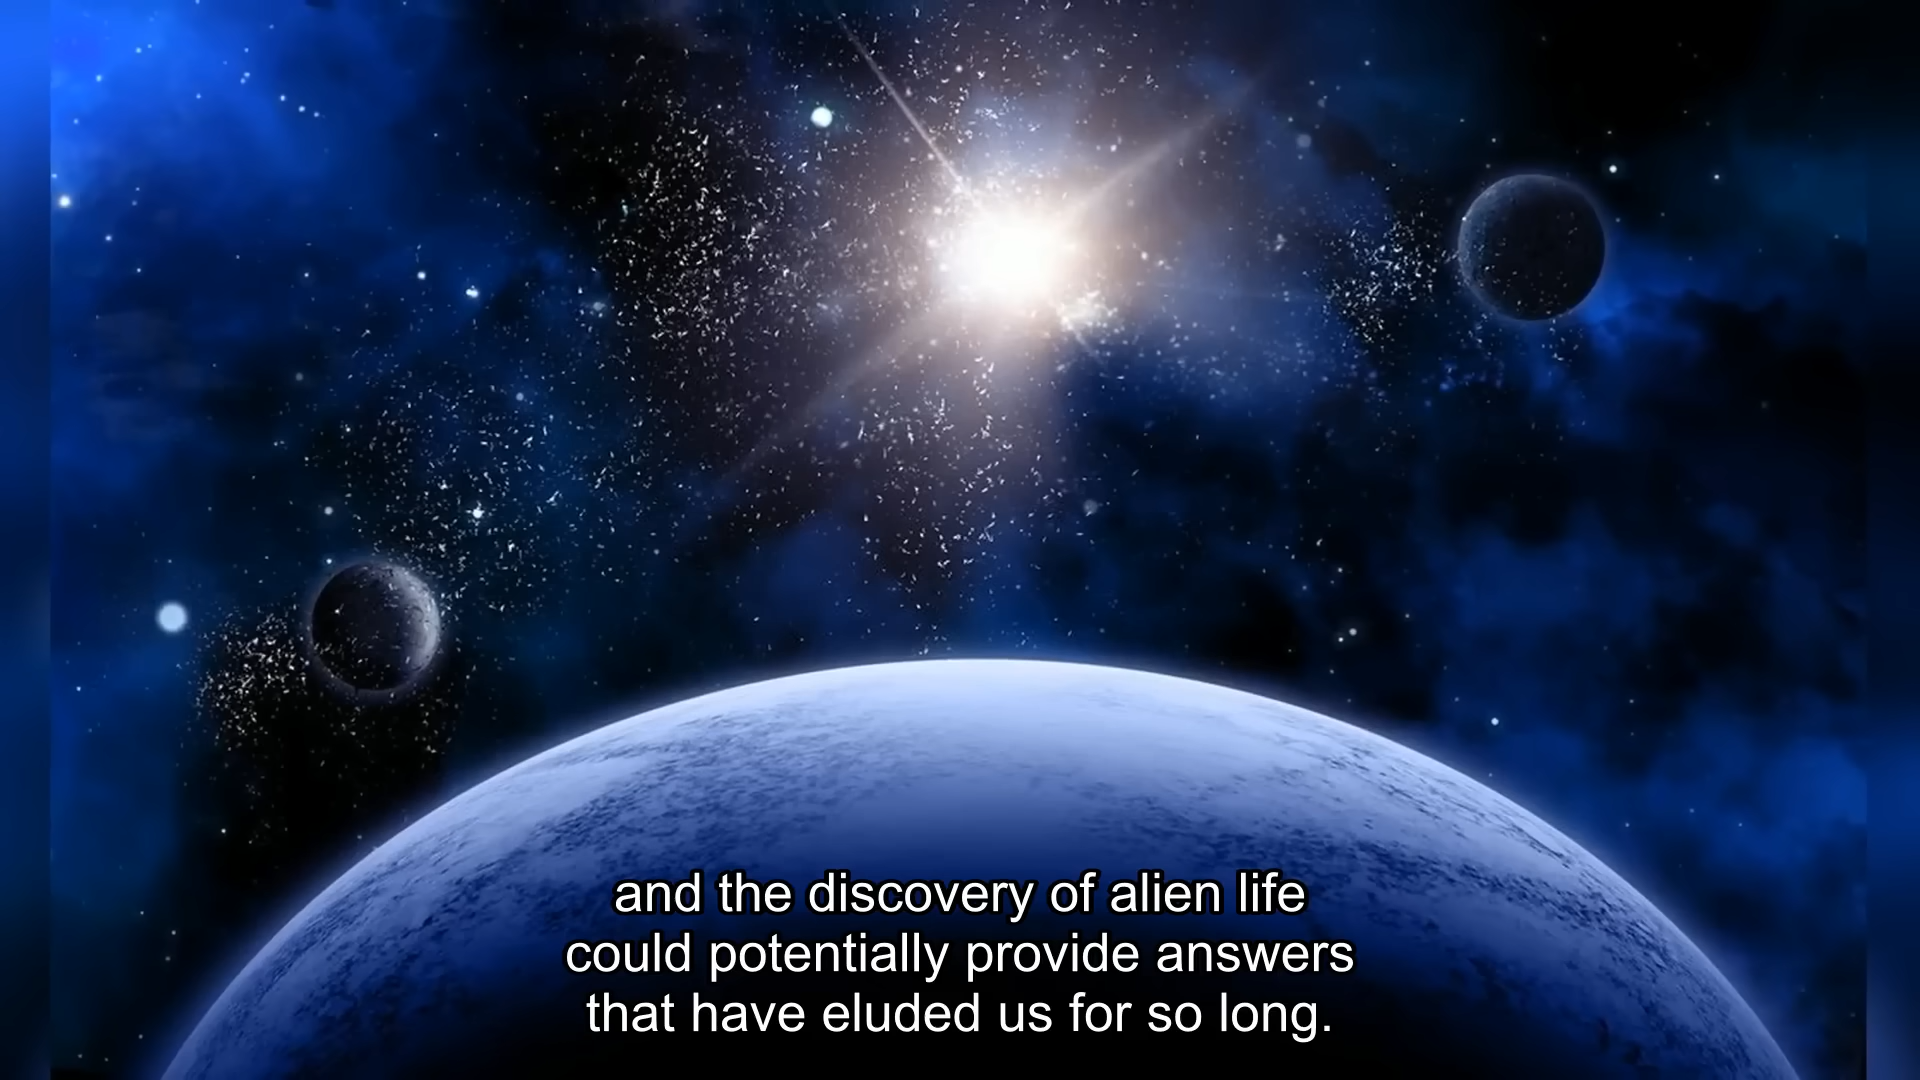 and the discovery of alien life
could potentially provide answers
that have eluded us for so long.